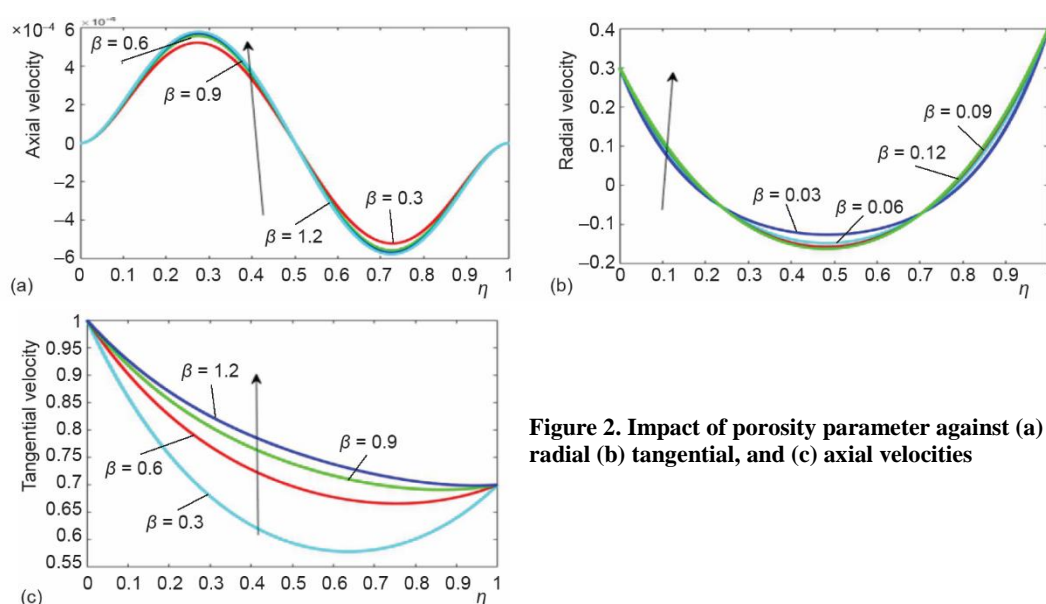 ×10⁻⁴ ×10⁻⁶
6
4
2
0
–2
–4
–6
Axial velocity
β = 0.6
β = 0.9
β = 0.3
β = 1.2
0 0.1 0.2 0.3 0.4 0.5 0.6 0.7 0.8 0.9 1
(a) η
0.4
0.3
0.2
0.1
0
–0.1
–0.2
Radial velocity
β = 0.09
β = 0.12
β = 0.03
β = 0.06
0 0.1 0.2 0.3 0.4 0.5 0.6 0.7 0.8 0.9
(b) η
1
0.95
0.9
0.85
0.8
0.75
0.7
0.65
0.6
0.55
Tangential velocity
β = 1.2
β = 0.9
β = 0.6
β = 0.3
0 0.1 0.2 0.3 0.4 0.5 0.6 0.7 0.8 0.9 1
(c) η
Figure 2. Impact of porosity parameter against (a)
radial (b) tangential, and (c) axial velocities